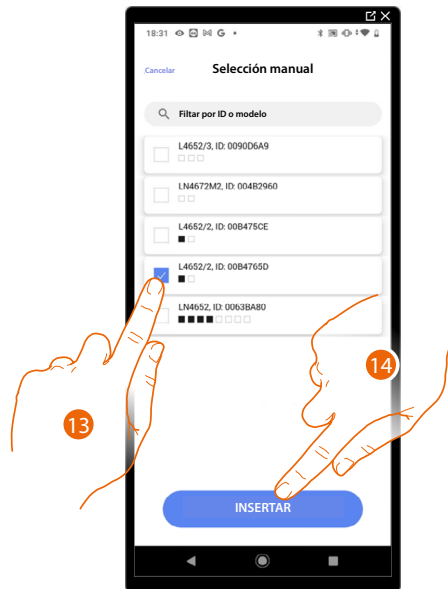 18:31 G
Cancelar Selección manual
Filtar por ID o modelo
L4652/3, ID: 0090D6A9
LN4672M2, ID: 004B2960
L4652/2, ID: 00B475CE
L4652/2, ID: 00B4765D
LN4652, ID: 0063BA80
13
14
INSERTAR